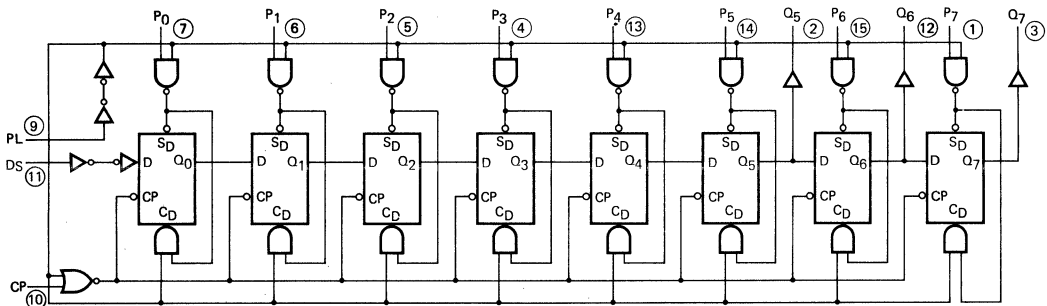 P0 7 P1 6 P2 5 P3 4 P4 13 P5 14 Q5 2 P6 15 Q6 12 P7 1 Q7 3
9
PL
SD SD SD SD SD SD SD SD
DS D Q0 D Q1 D Q2 D Q3 D Q4 D Q5 D Q6 D Q7
11
CP CP CP CP CP CP CP CP
CD CD CD CD CD CD CD CD
CP
10